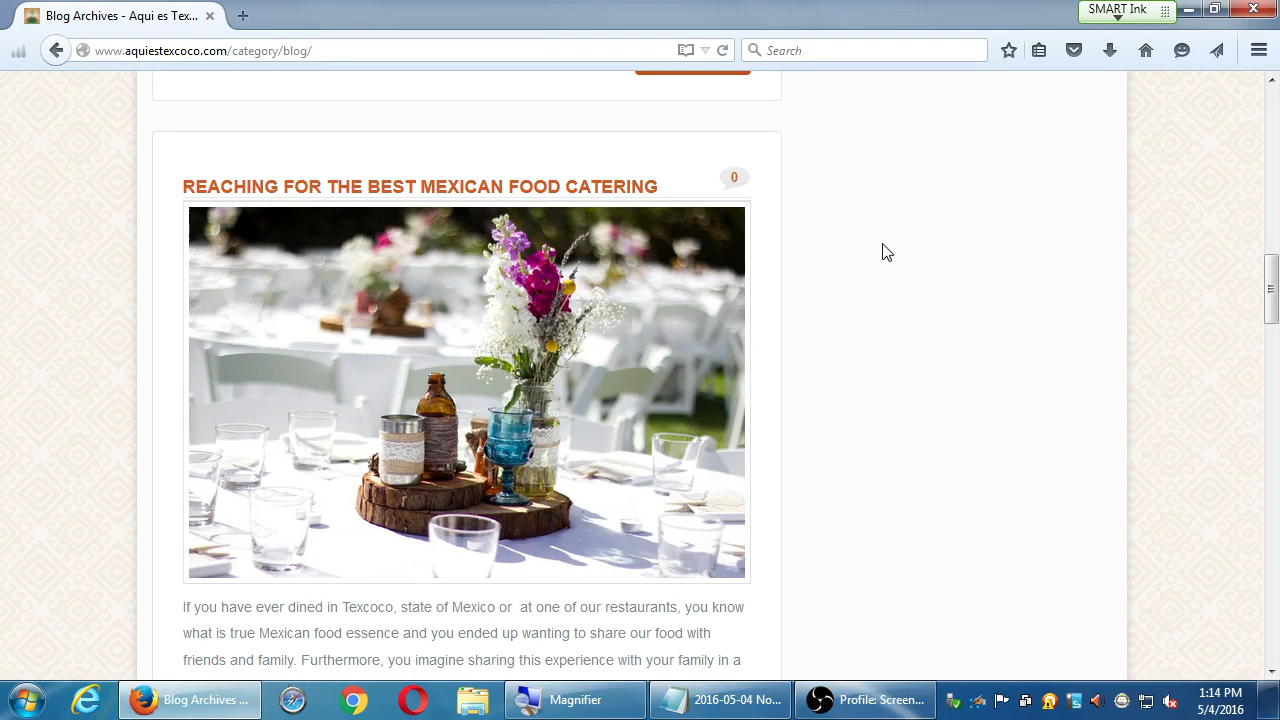 Blog Archives - Aqui es Tex...
SMART Ink
www.aquiestexcoco.com/category/blog/
Search
0
REACHING FOR THE BEST MEXICAN FOOD CATERING
If you have ever dined in Texcoco, state of Mexico or  at one of our restaurants, you know
what is true Mexican food essence and you ended up wanting to share our food with
friends and family. Furthermore, you imagine sharing this experience with your family in a
Blog Archives ...
Magnifier
2016-05-04 No...
Profile: Screen...
1:14 PM
5/4/2016